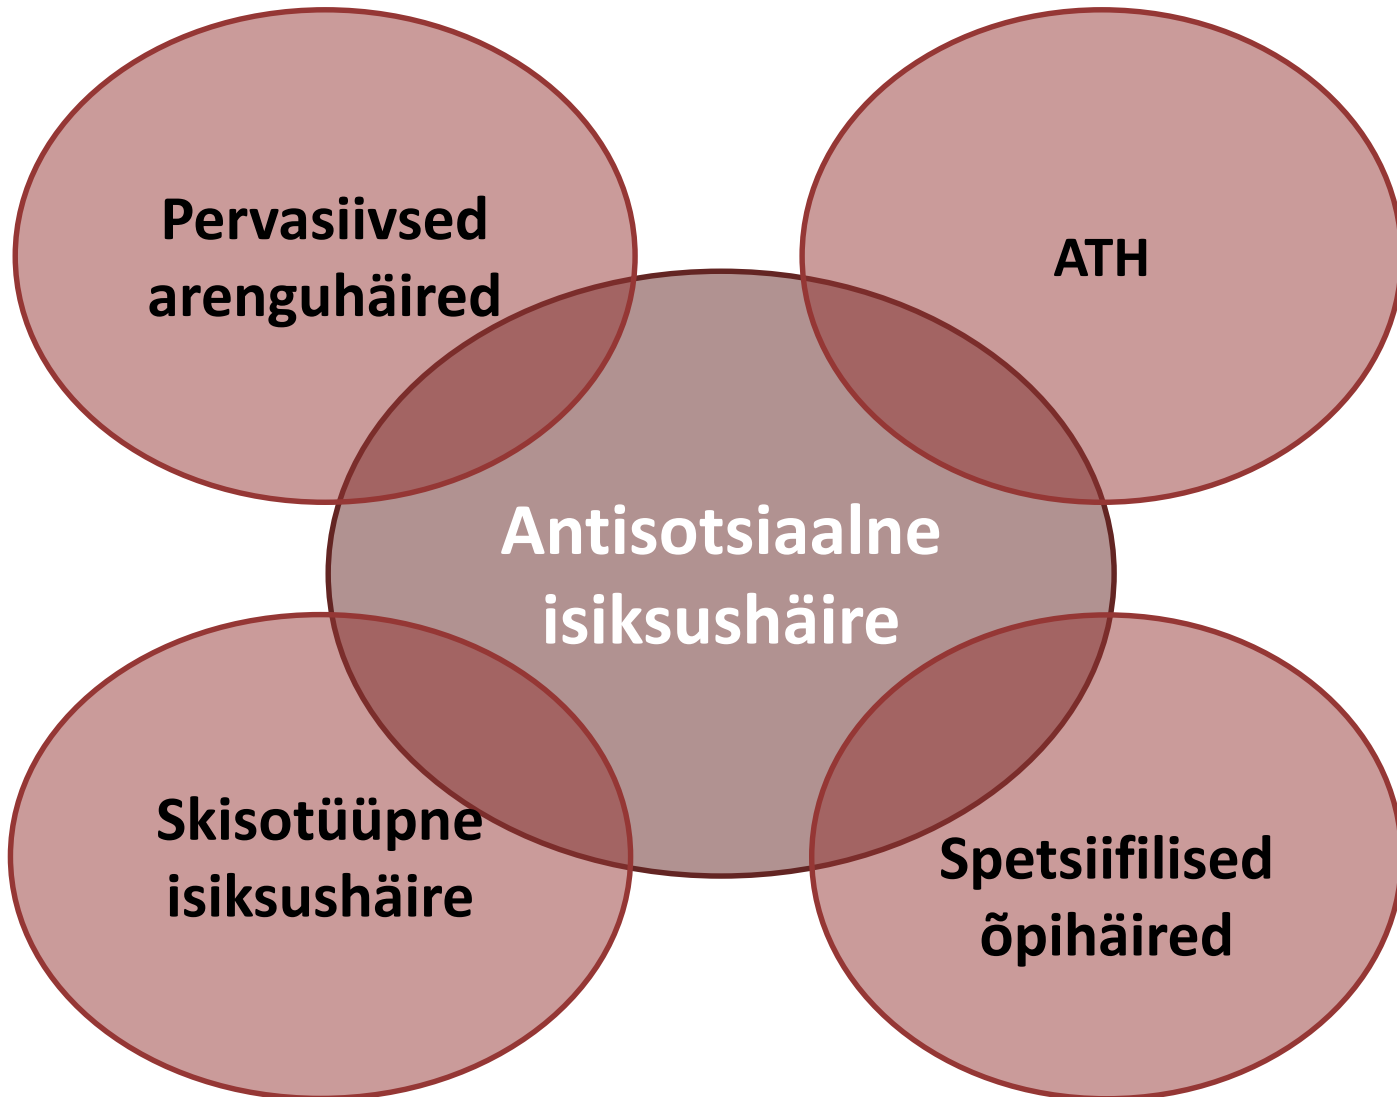 Pervasiivsed
arenguhäired
ATH
Antisotsiaalne
isiksushäire
Skisotüüpne
isiksushäire
Spetsiifilised
õpihäired